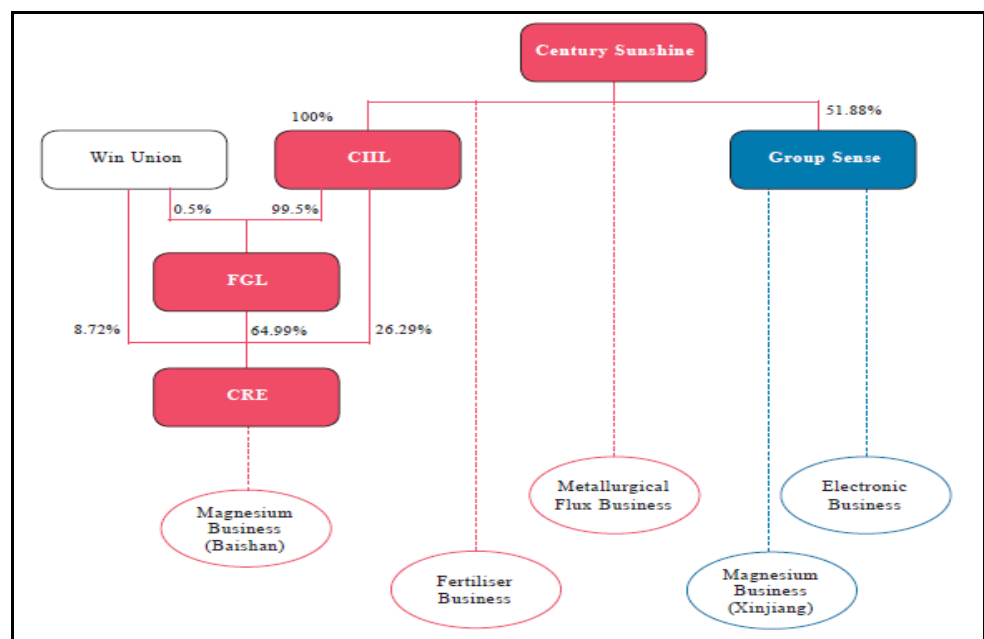 Century Sunshine
100%
51.88%
Win Union
CIIL
Group Sense
0.5%
99.5%
FGL
8.72%
64.99%
26.29%
CRE
Metallurgical
Flux Business
Electronic
Business
Magnesium
Business
(Baishan)
Fertiliser
Business
Magnesium
Business
(Xinjiang)